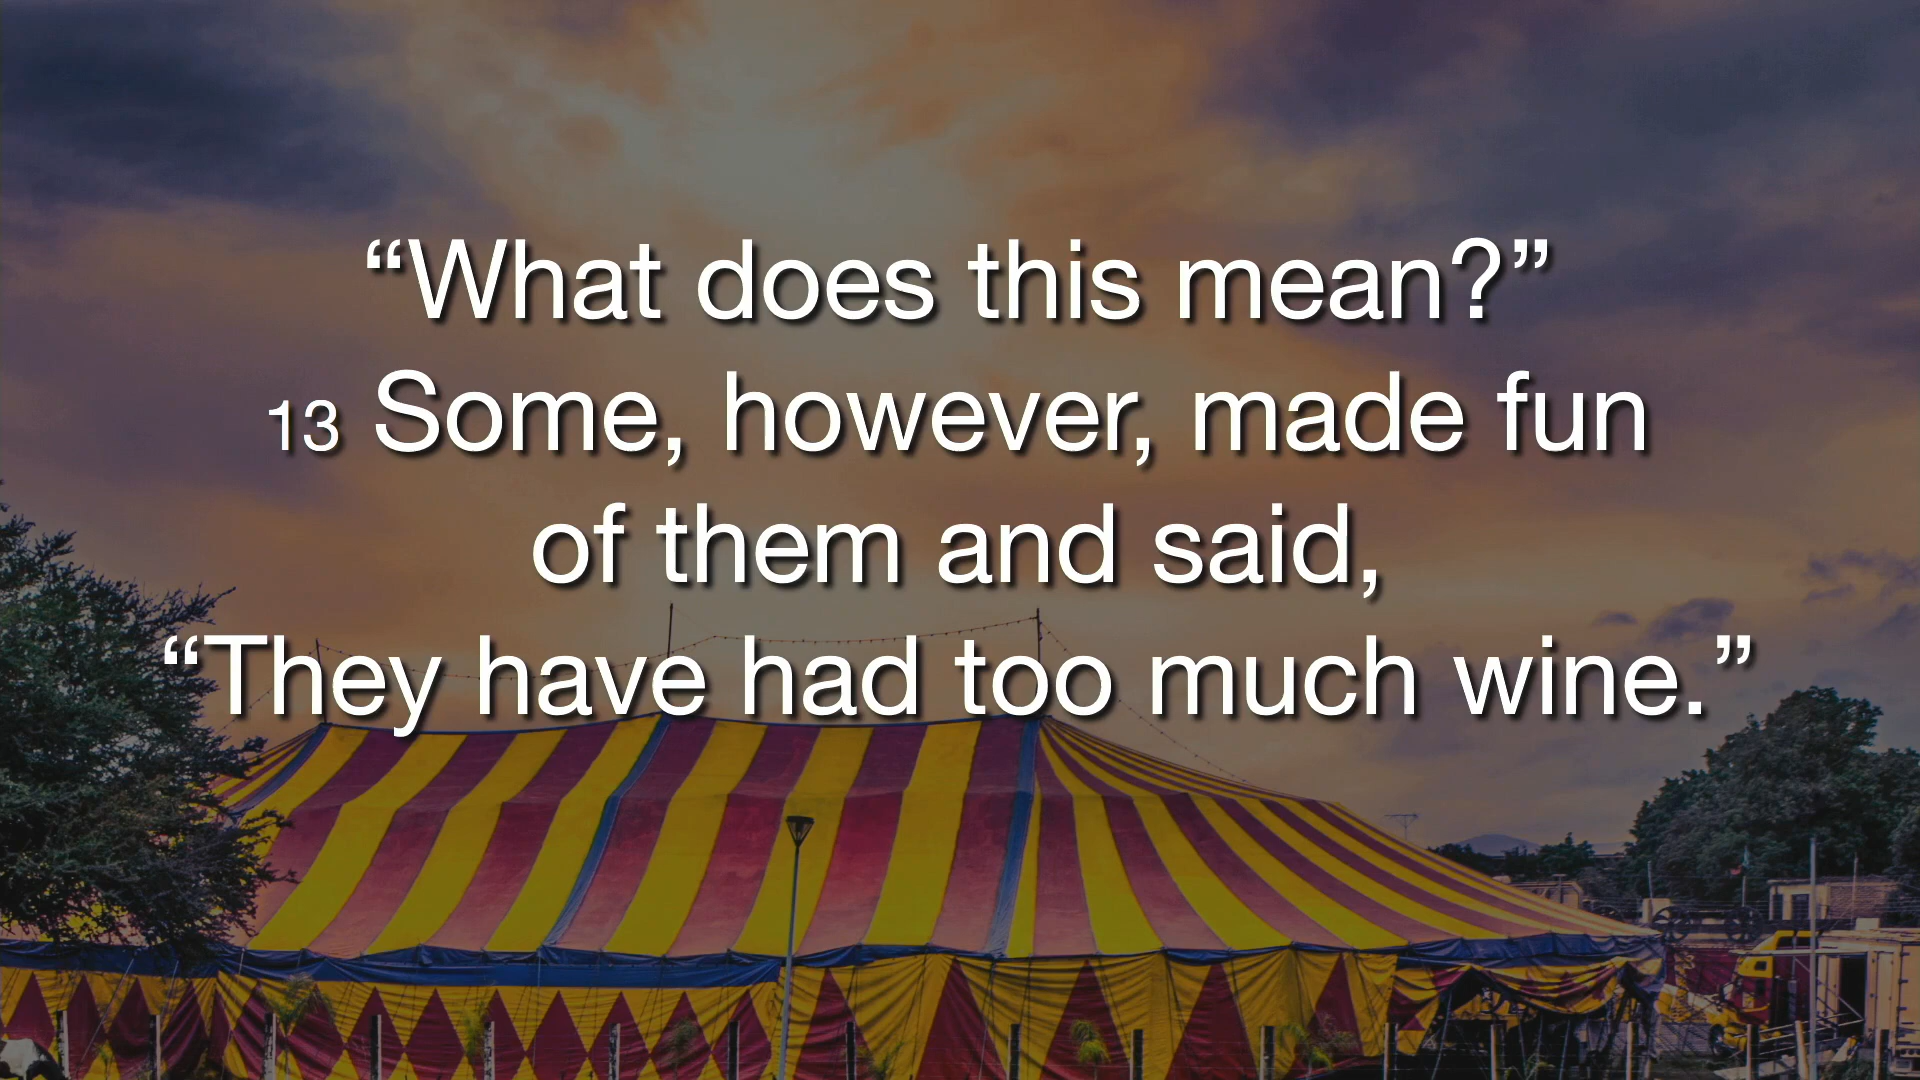 “What does this mean?”
13 Some, however, made fun
of them and said,
“They have had too much wine.”